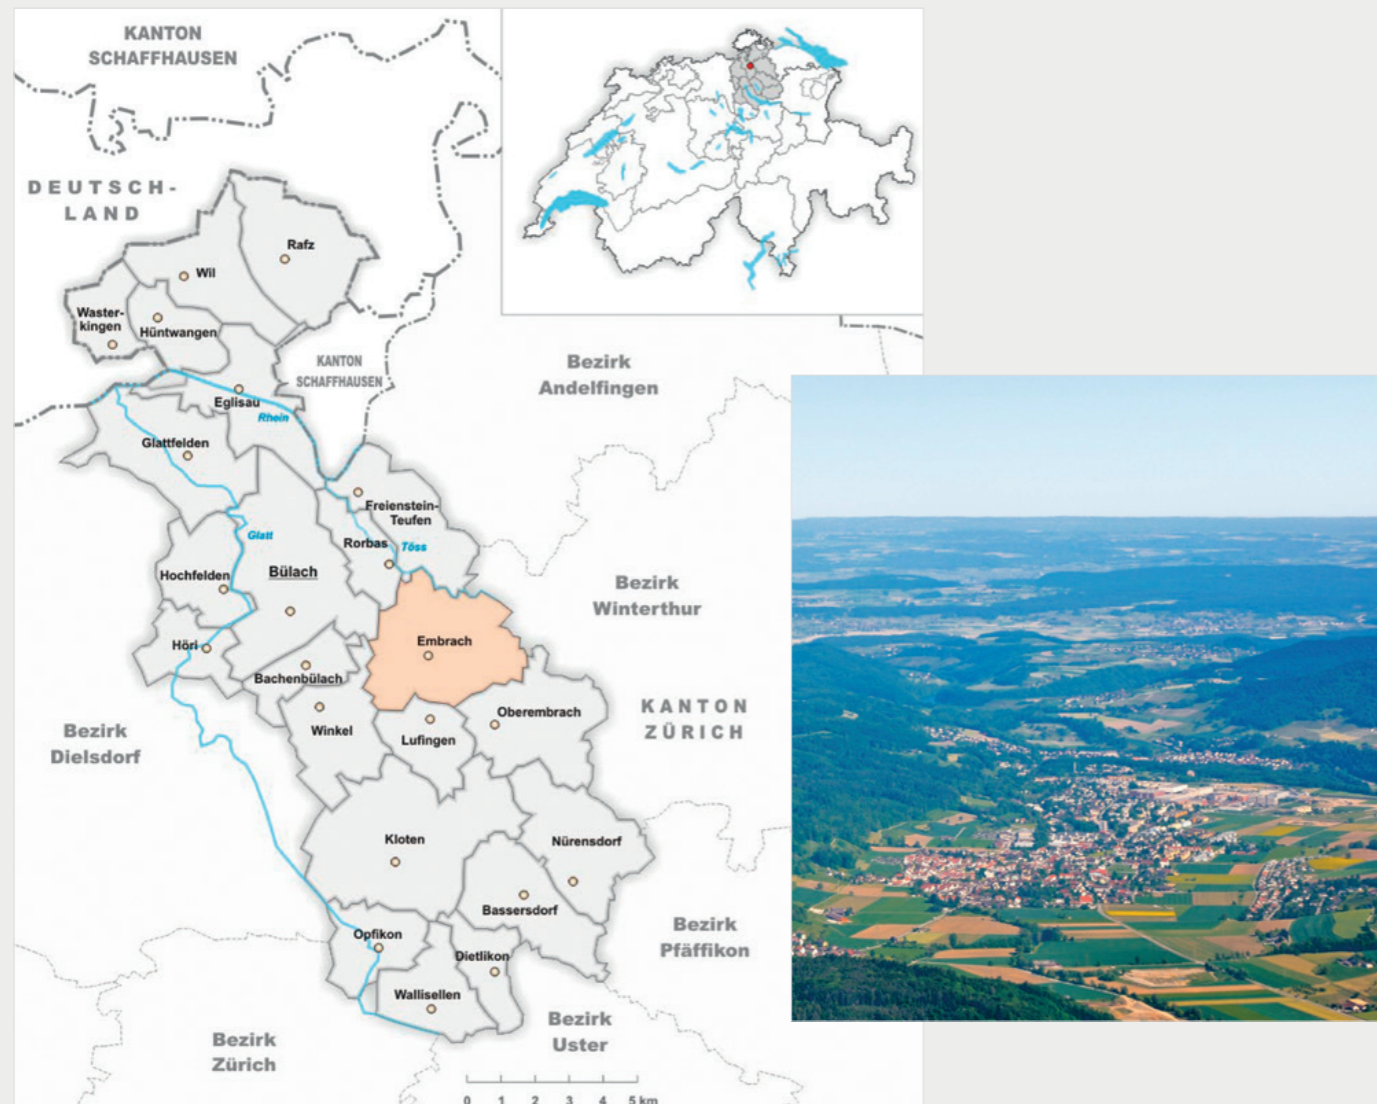 KANTON
SCHAFFHAUSEN
DEUTSCH-
LAND
Rafz
Wil
Waster-
kingen
Hüntwangen
KANTON
SCHAFFHAUSEN
Bezirk
Andelfingen
Eglisau
Rhein
Glattfelden
Freienstein-
Teufen
Glatt
Rorbas
Töss
Hochfelden
Bülach
Bezirk
Winterthur
Höri
Embrach
Bachenbülach
KANTON
ZÜRICH
Oberembrach
Winkel
Lufingen
Bezirk
Dielsdorf
Kloten
Nürensdorf
Bassersdorf
Bezirk
Pfäffikon
Opfikon
Dietlikon
Wallisellen
Bezirk
Uster
Bezirk
Zürich
0 1 2 3 4 5 km